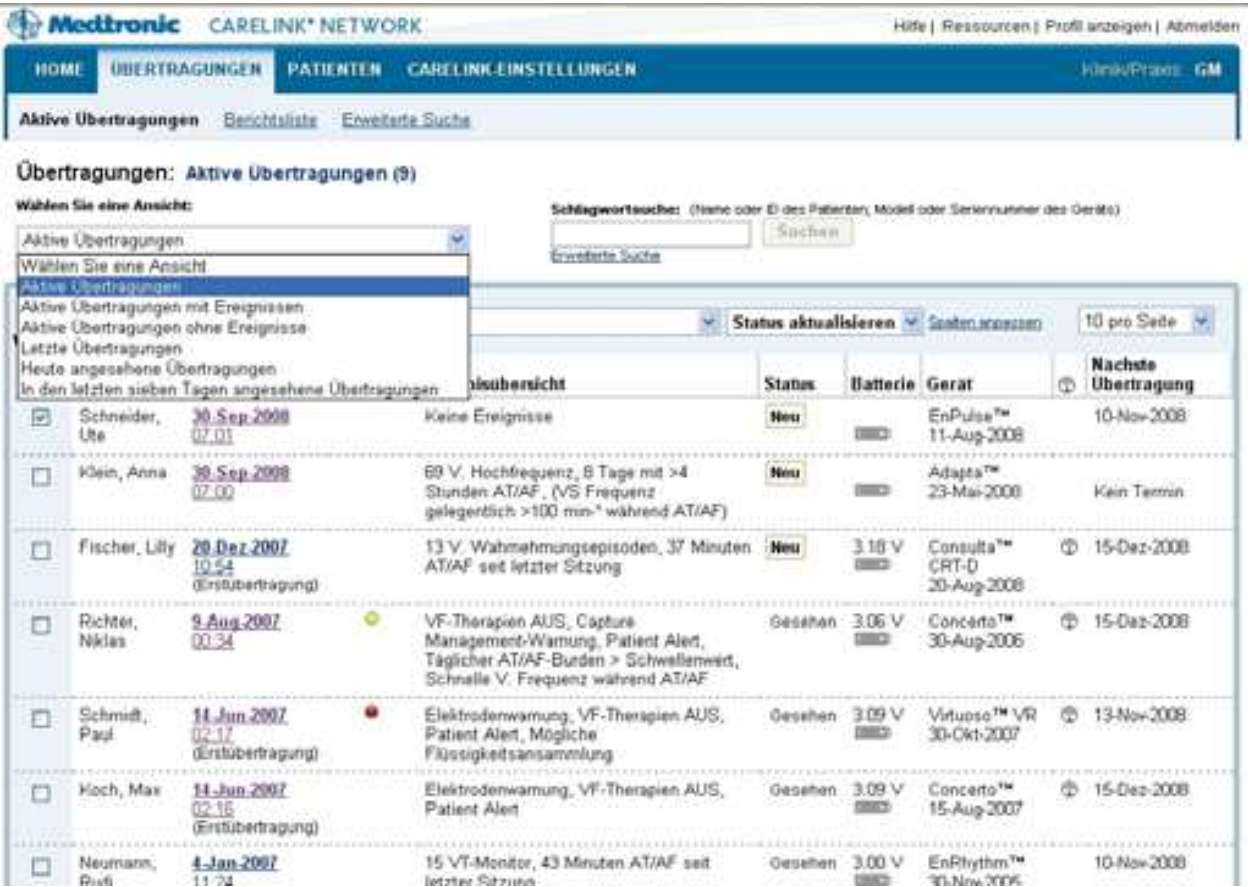 Medtronic CARELINK® NETWORK
Hilfe | Ressourcen | Profil anzeigen | Abmelden
HOME ÜBERTRAGUNGEN PATIENTEN CARELINK-EINSTELLUNGEN Klinik/Praxis: GM
Aktive Übertragungen Berichtsliste Erweiterte Suche
Übertragungen: Aktive Übertragungen (9)
Wählen Sie eine Ansicht:
Schlagwortsuche: (Name oder ID des Patienten, Modell oder Seriennummer des Geräts)
Aktive Übertragungen
Suchen
Erweiterte Suche
Wählen Sie eine Ansicht
Aktive Übertragungen
Aktive Übertragungen mit Ereignissen
Aktive Übertragungen ohne Ereignisse
Letzte Übertragungen
Heute angesehene Übertragungen
In den letzten sieben Tagen angesehene Übertragungen
Status aktualisieren Spalten anpassen 10 pro Seite
Nächste
isübersicht Status Batterie Gerät Übertragung
Schneider, 30-Sep-2008 Keine Ereignisse Neu EnPulse™ 10-Nov-2008
Ute 07:01 11-Aug-2008
Klein, Anna 30-Sep-2008 69 V. Hochfrequenz, 8 Tage mit >4 Neu Adapta™
07:00 Stunden AT/AF, (VS Frequenz 23-Mai-2008 Kein Termin
gelegentlich >100 min-" während AT/AF)
Fischer, Lilly 20-Dez-2007 13 V. Wahrnehmungsepisoden, 37 Minuten Neu 3.18 V Consulta™ 15-Dez-2008
10:54 AT/AF seit letzter Sitzung CRT-D
(Erstübertragung) 20-Aug-2008
Richter, 9-Aug-2007 VF-Therapien AUS, Capture Gesehen 3.06 V Concerto™ 15-Dez-2008
Niklas 00:34 Management-Warnung, Patient Alert, 30-Aug-2006
Täglicher AT/AF-Burden > Schwellenwert,
Schnelle V. Frequenz während AT/AF
Schmidt, 14-Jun-2007 Elektrodenwarnung, VF-Therapien AUS, Gesehen 3.09 V Virtuoso™ VR 13-Nov-2008
Paul 02:17 Patient Alert, Mögliche 30-Okt-2007
(Erstübertragung) Flüssigkeitsansammlung
Koch, Max 14-Jun-2007 Elektrodenwarnung, VF-Therapien AUS, Gesehen 3.09 V Concerto™ 15-Dez-2008
02:16 Patient Alert 15-Aug-2007
(Erstübertragung)
Neumann, 4-Jan-2007 15 VT-Monitor, 43 Minuten AT/AF seit Gesehen 3.00 V EnRhythm™ 10-Nov-2008
Rudi 11:24 letzter Sitzung 30-Nov-2005